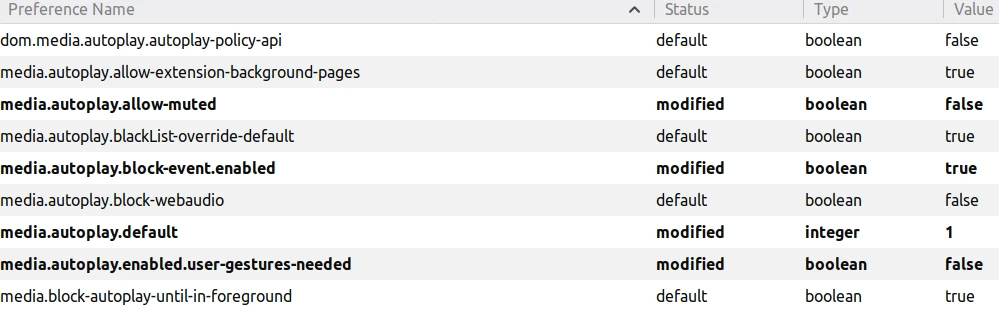 Preference Name Status Type Value
dom.media.autoplay.autoplay-policy-api default boolean false
media.autoplay.allow-extension-background-pages default boolean true
media.autoplay.allow-muted modified boolean false
media.autoplay.blackList-override-default default boolean true
media.autoplay.block-event.enabled modified boolean true
media.autoplay.block-webaudio default boolean false
media.autoplay.default modified integer 1
media.autoplay.enabled.user-gestures-needed modified boolean false
media.block-autoplay-until-in-foreground default boolean true